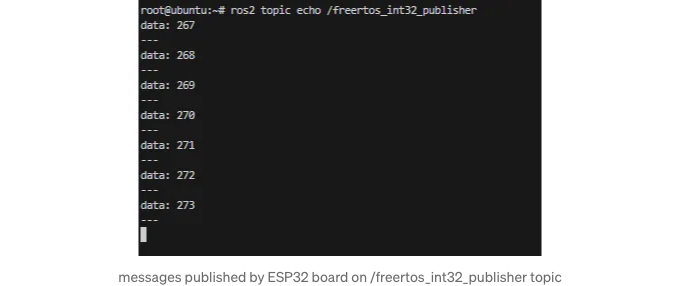 root@ubuntu:~# ros2 topic echo /freertos_int32_publisher
data: 267
---
data: 268
---
data: 269
---
data: 270
---
data: 271
---
data: 272
---
data: 273
---
messages published by ESP32 board on /freertos_int32_publisher topic